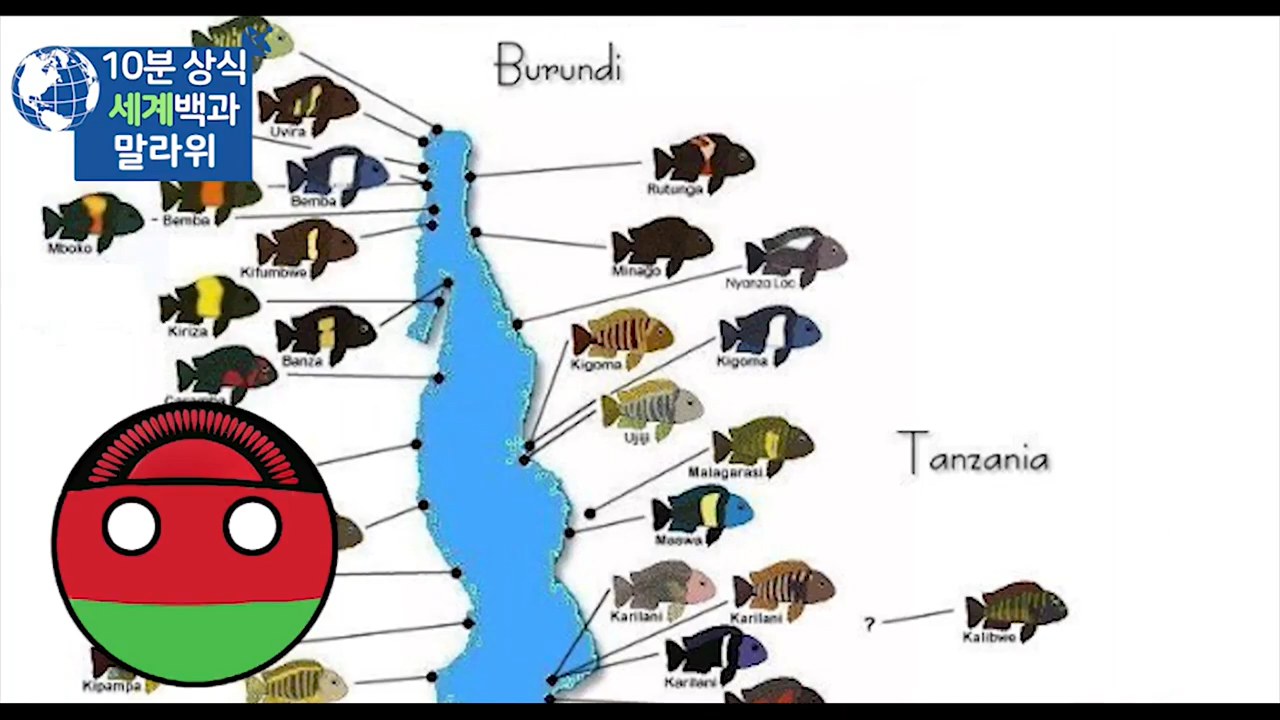 10분 상식
세계백과
말라위
Burundi
Uvira
Rutunga
Bemba
Mboko
Bemba
Kifumbwe
Minago
Nyanza Lac
Kiriza
Banza
Kigoma
Kigoma
Ujiji
Malagarasi
Tanzania
Maswa
Karilani
Karilani
?
Kalibwe
Karilani
Kipampa